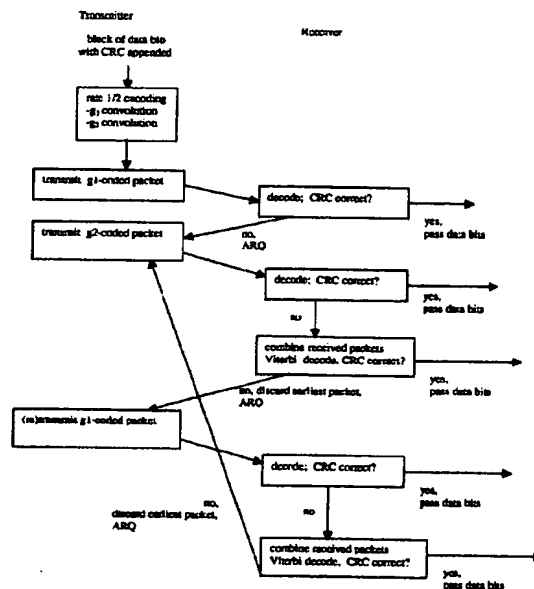 Transmitter
Receiver
block of data bits
with CRC appended
rate 1/2 encoding
-g₁ convolution
-g₂ convolution
transmit g1-coded packet
decode; CRC correct?
yes,
pass data bits
no,
ARQ
transmit g2-coded packet
decode; CRC correct?
yes,
pass data bits
no
combine received packets
Viterbi decode, CRC correct?
yes,
pass data bits
no, discard earliest packet,
ARQ
(re)transmit g1-coded packet
decode; CRC correct?
yes,
pass data bits
no
no,
discard earliest packet,
ARQ
combine received packets
Viterbi decode, CRC correct?
yes,
pass data bits